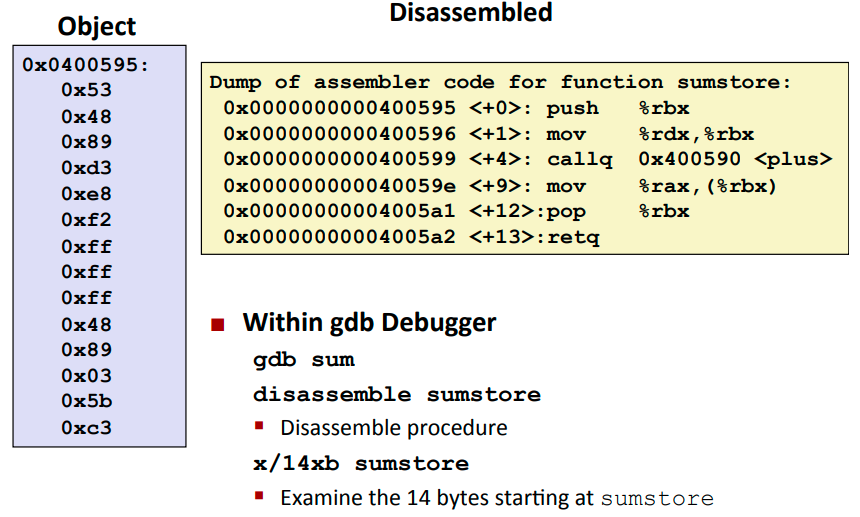 Object
0x0400595:
0x53
0x48
0x89
0xd3
0xe8
0xf2
0xff
0xff
0xff
0x48
0x89
0x03
0x5b
0xc3
Disassembled
Dump of assembler code for function sumstore:
0x0000000000400595 <+0>: push %rbx
0x0000000000400596 <+1>: mov %rdx,%rbx
0x0000000000400599 <+4>: callq 0x400590 <plus>
0x000000000040059e <+9>: mov %rax,(%rbx)
0x00000000004005a1 <+12>:pop %rbx
0x00000000004005a2 <+13>:retq
Within gdb Debugger
gdb sum
disassemble sumstore
Disassemble procedure
x/14xb sumstore
Examine the 14 bytes starting at sumstore